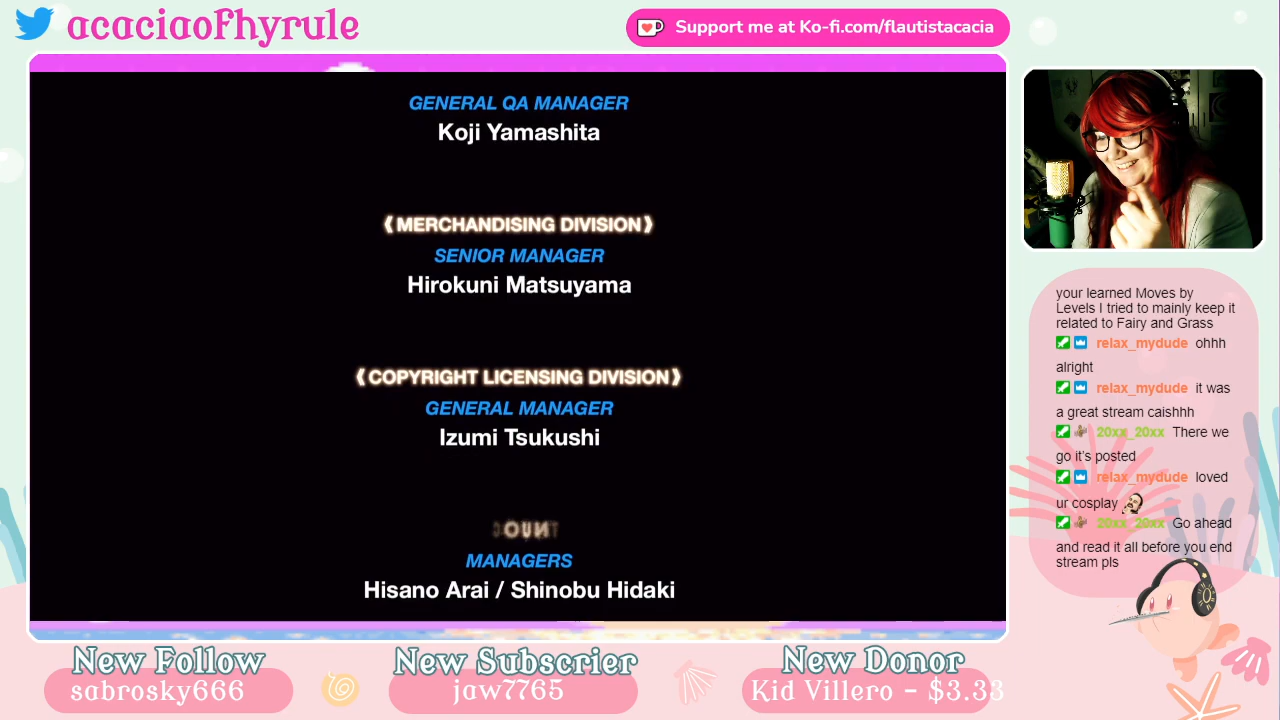 acaciaofhyrule
Support me at Ko-fi.com/flautistacacia
GENERAL QA MANAGER
Koji Yamashita
❰MERCHANDISING DIVISION❱
SENIOR MANAGER
Hirokuni Matsuyama
❰COPYRIGHT LICENSING DIVISION❱
GENERAL MANAGER
Izumi Tsukushi
MANAGERS
Hisano Arai / Shinobu Hidaki
your learned Moves by
Levels I tried to mainly keep it
related to Fairy and Grass
relax_mydude ohhh
alright
relax_mydude it was
a great stream caishhh
20xx_20xx There we
go it's posted
relax_mydude loved
ur cosplay
20xx_20xx Go ahead
and read it all before you end
stream pls
New Follow
sabrosky666
New Subscrier
jaw7765
New Donor
Kid Villero - $3.33